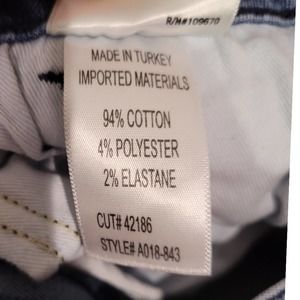 R/N#109670
MADE IN TURKEY
IMPORTED MATERIALS
94% COTTON
4% POLYESTER
2% ELASTANE
CUT# 42186
STYLE# A018-843